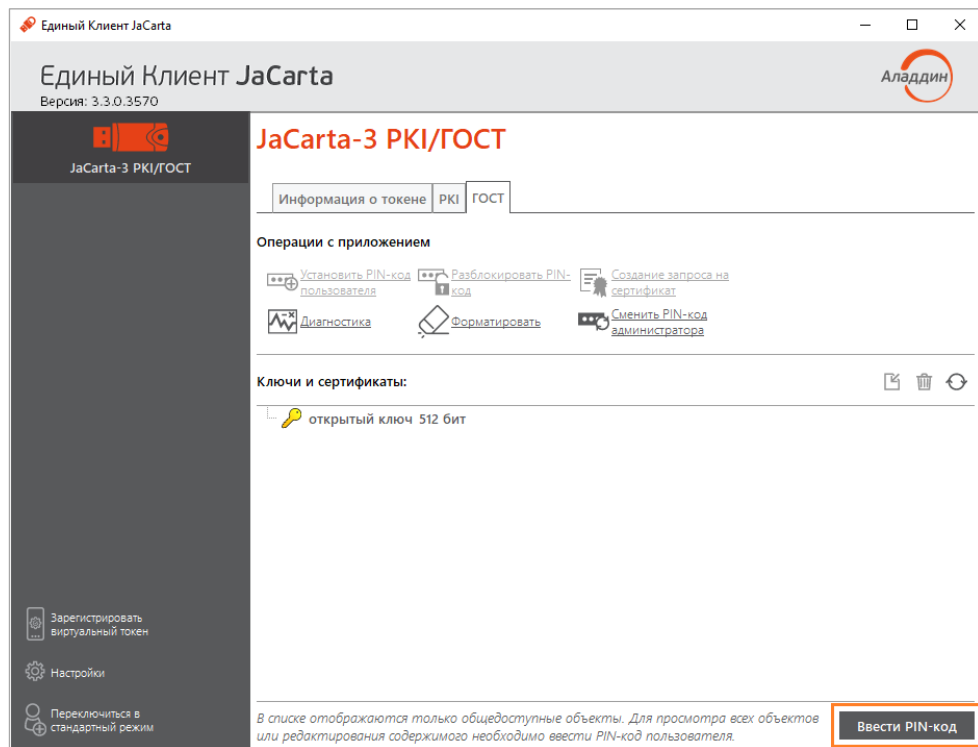 Единый Клиент JaCarta
Единый Клиент JaCarta
Версия: 3.3.0.3570
Аладдин
JaCarta-3 PKI/ГОСТ
JaCarta-3 PKI/ГОСТ
Информация о токене
PKI
ГОСТ
Операции с приложением
Установить PIN-код
пользователя
Разблокировать PIN-
код
Создание запроса на
сертификат
Диагностика
Форматировать
Сменить PIN-код
администратора
Ключи и сертификаты:
открытый ключ 512 бит
Зарегистрировать
виртуальный токен
Настройки
Переключиться в
стандартный режим
В списке отображаются только общедоступные объекты. Для просмотра всех объектов
или редактирования содержимого необходимо ввести PIN-код пользователя.
Ввести PIN-код